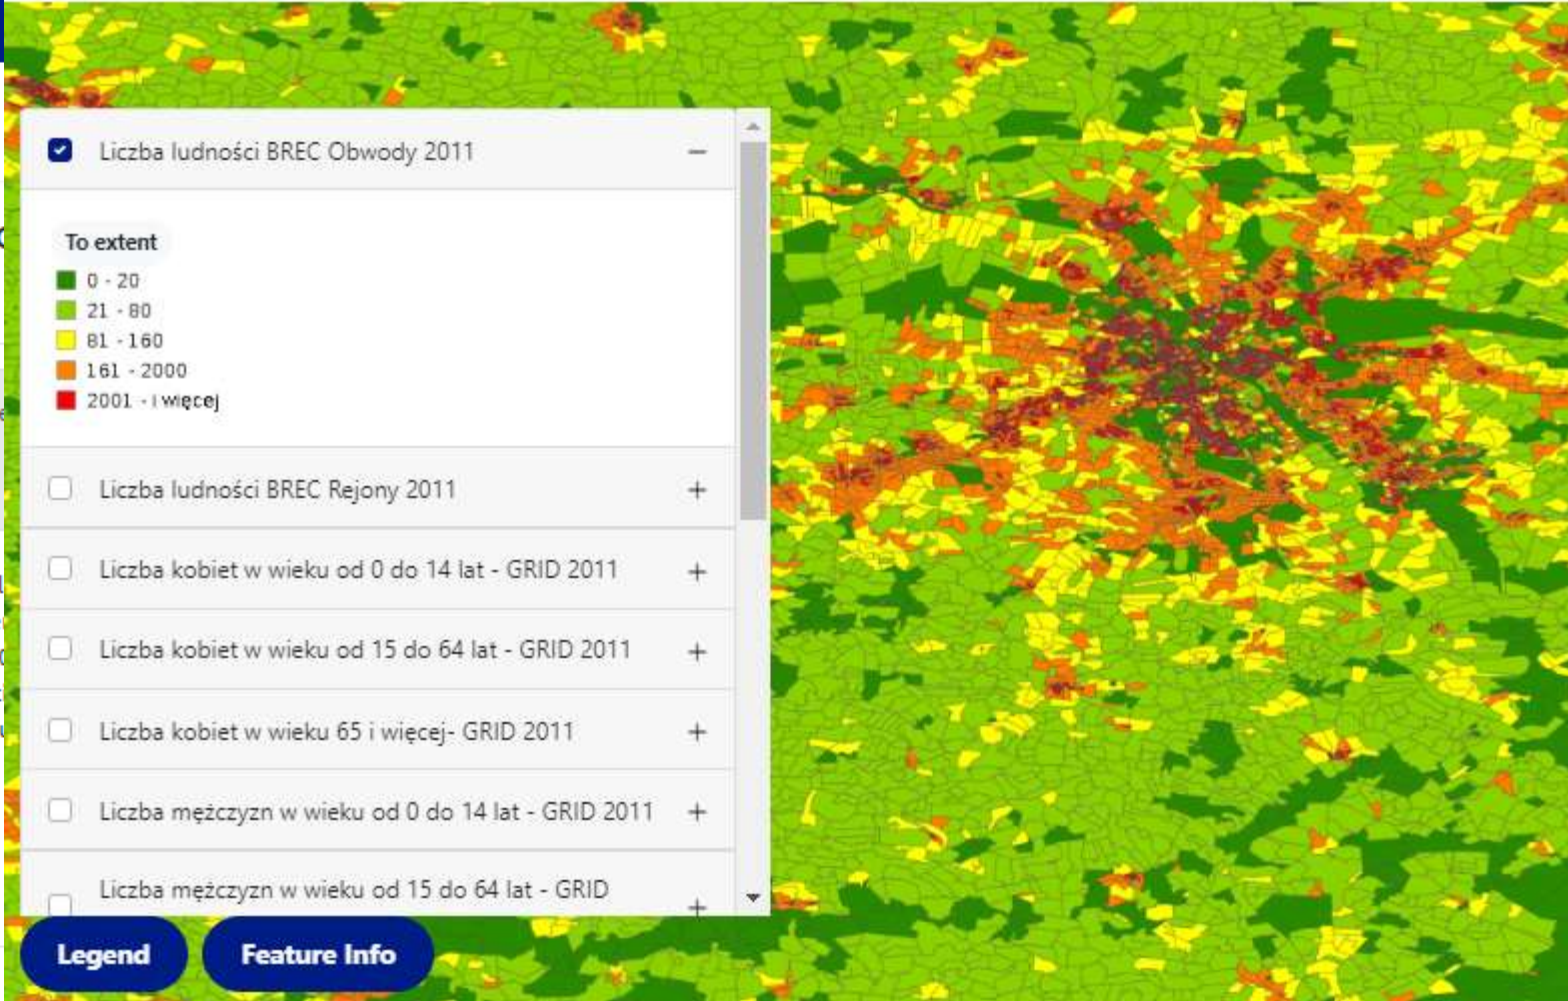 Liczba ludności BREC Obwody 2011
To extent
0 - 20
21 - 80
81 - 160
161 - 2000
2001 - i więcej
Liczba ludności BREC Rejony 2011
Liczba kobiet w wieku od 0 do 14 lat - GRID 2011
Liczba kobiet w wieku od 15 do 64 lat - GRID 2011
Liczba kobiet w wieku 65 i więcej- GRID 2011
Liczba mężczyzn w wieku od 0 do 14 lat - GRID 2011
Liczba mężczyzn w wieku od 15 do 64 lat - GRID
Legend
Feature Info